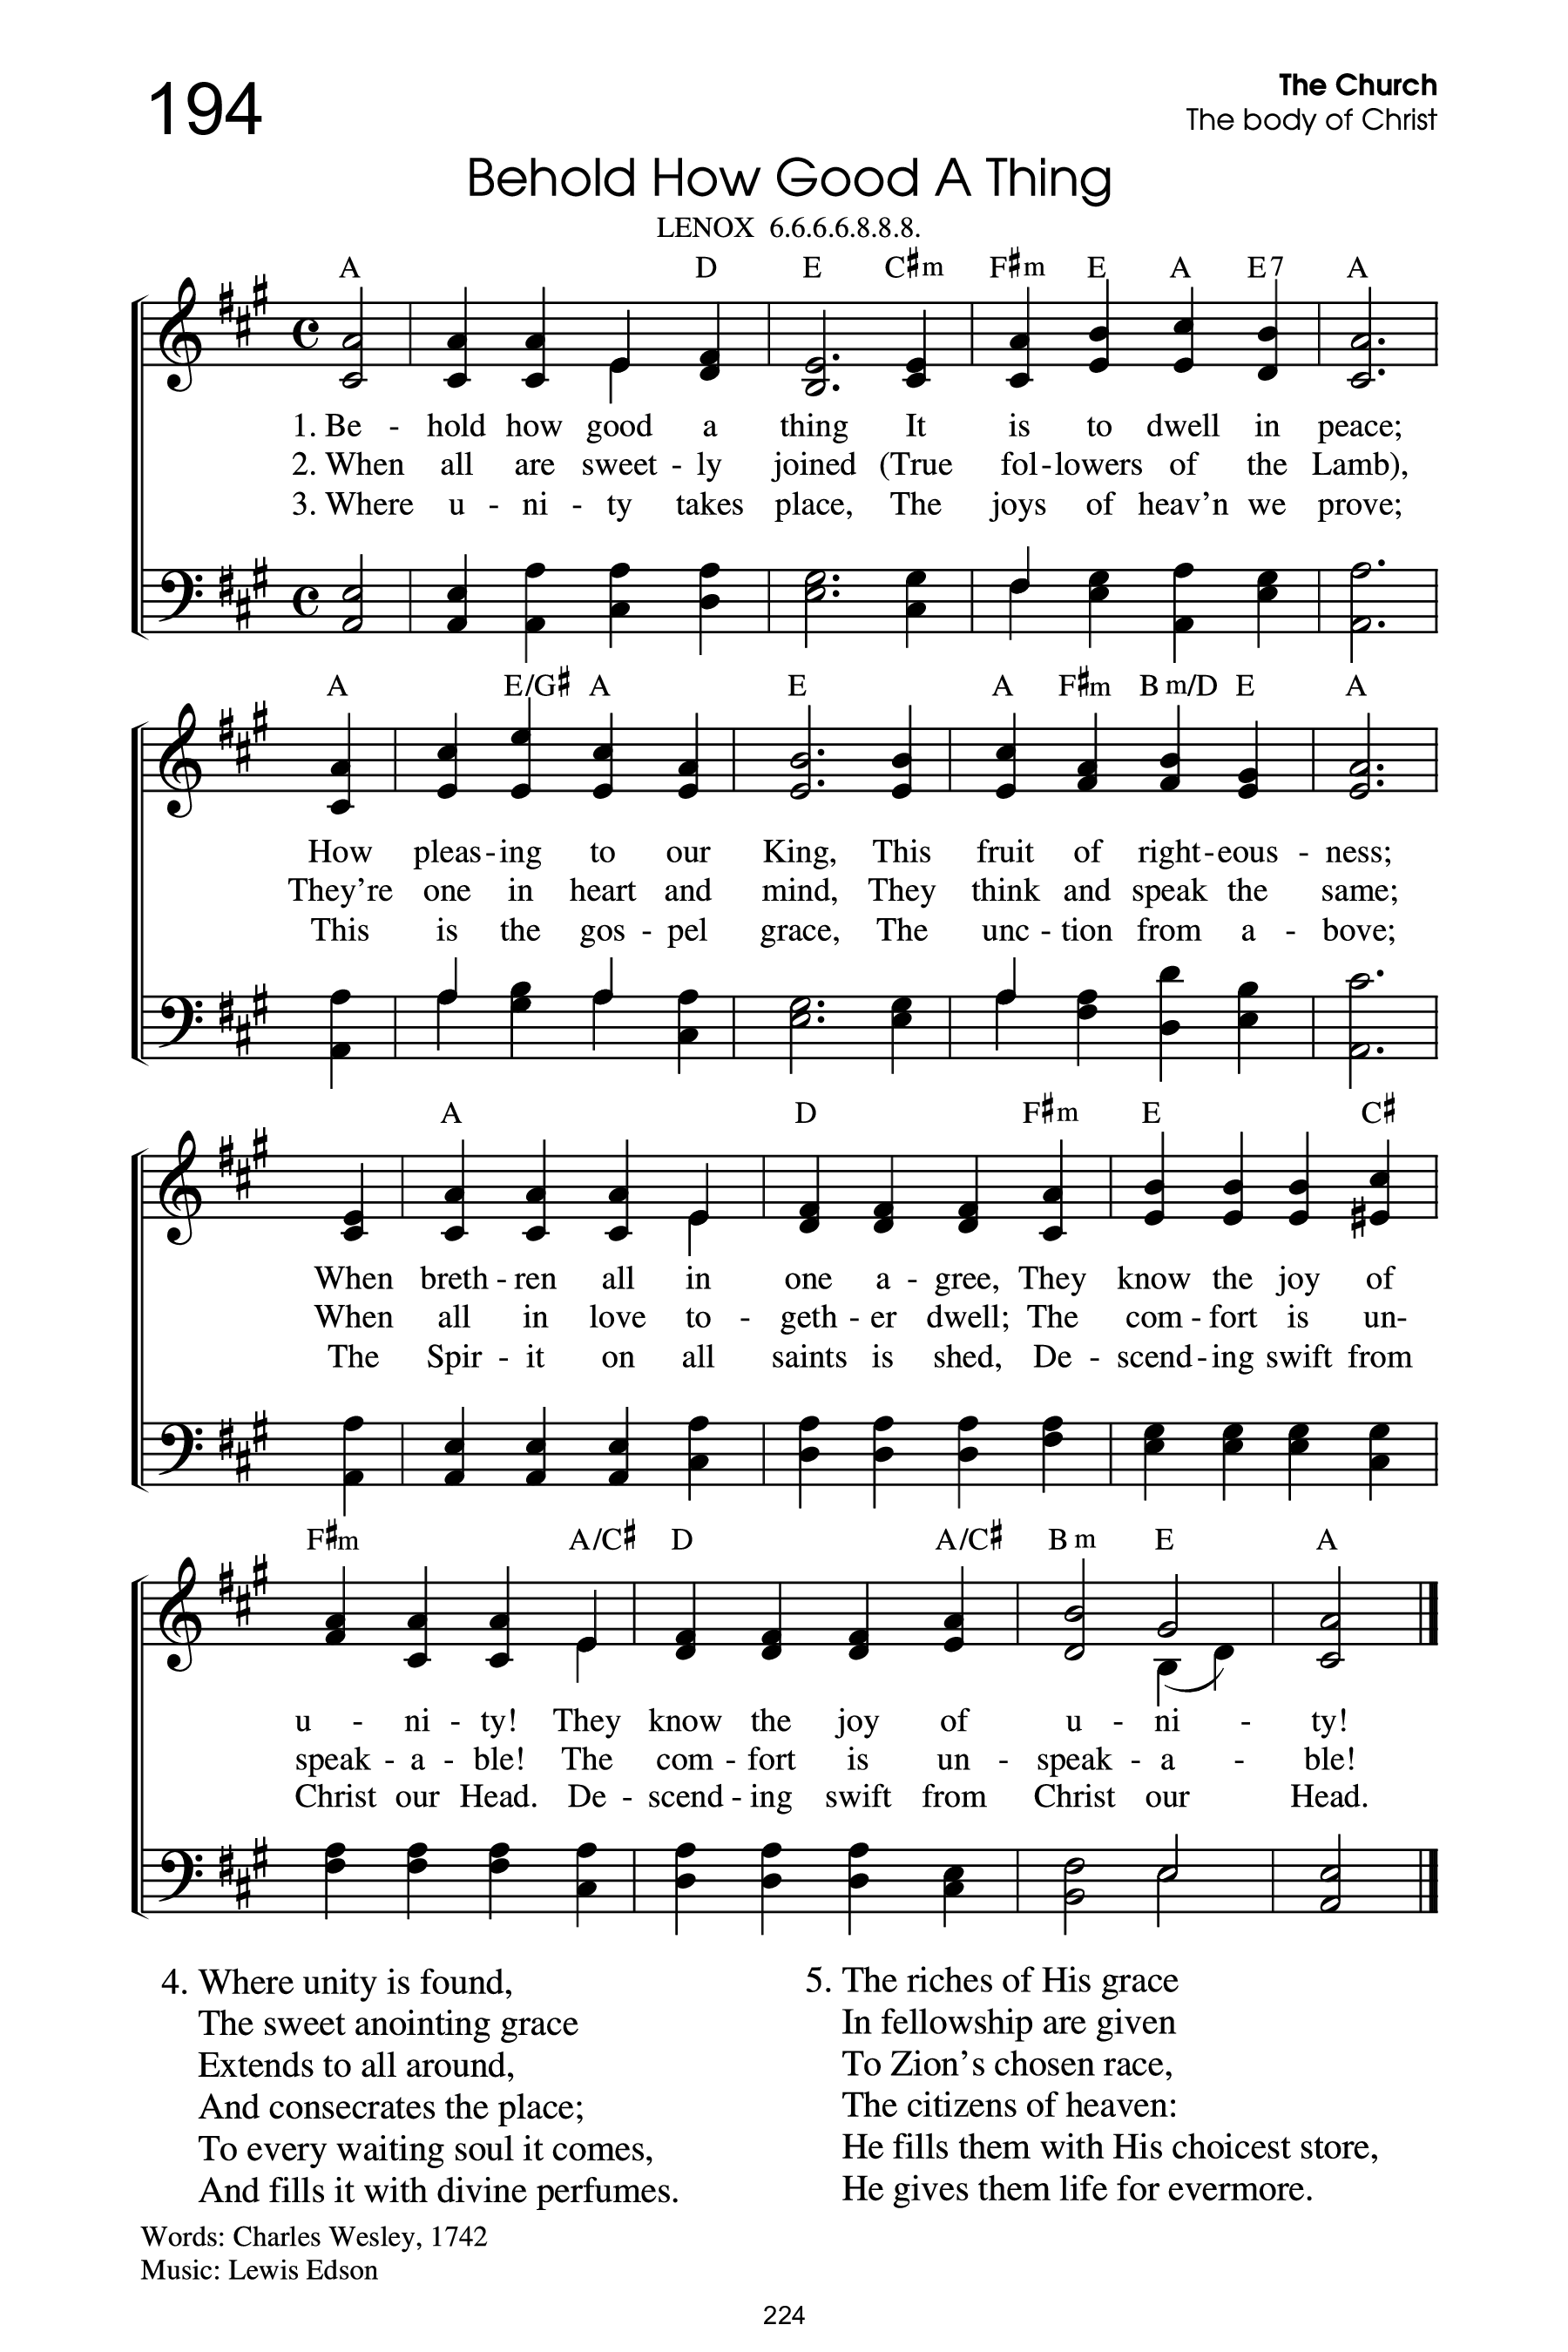 194
The Church
The body of Christ
Behold How Good A Thing
LENOX 6.6.6.6.8.8.8.
A D E C♯m F♯m E A E7 A
1. Be - hold how good a thing It is to dwell in peace;
2. When all are sweet - ly joined (True fol - lowers of the Lamb),
3. Where u - ni - ty takes place, The joys of heav’n we prove;
A E/G♯ A E A F♯m Bm/D E A
How pleas - ing to our King, This fruit of right - eous - ness;
They’re one in heart and mind, They think and speak the same;
This is the gos - pel grace, The unc - tion from a - bove;
A D F♯m E C♯
When breth - ren all in one a - gree, They know the joy of
When all in love to - geth - er dwell; The com - fort is un-
The Spir - it on all saints is shed, De - scend - ing swift from
F♯m A/C♯ D A/C♯ Bm E A
u - ni - ty! They know the joy of u - ni - ty!
speak - a - ble! The com - fort is un - speak - a - ble!
Christ our Head. De - scend - ing swift from Christ our Head.
4. Where unity is found,
The sweet anointing grace
Extends to all around,
And consecrates the place;
To every waiting soul it comes,
And fills it with divine perfumes.
5. The riches of His grace
In fellowship are given
To Zion’s chosen race,
The citizens of heaven:
He fills them with His choicest store,
He gives them life for evermore.
Words: Charles Wesley, 1742
Music: Lewis Edson
224